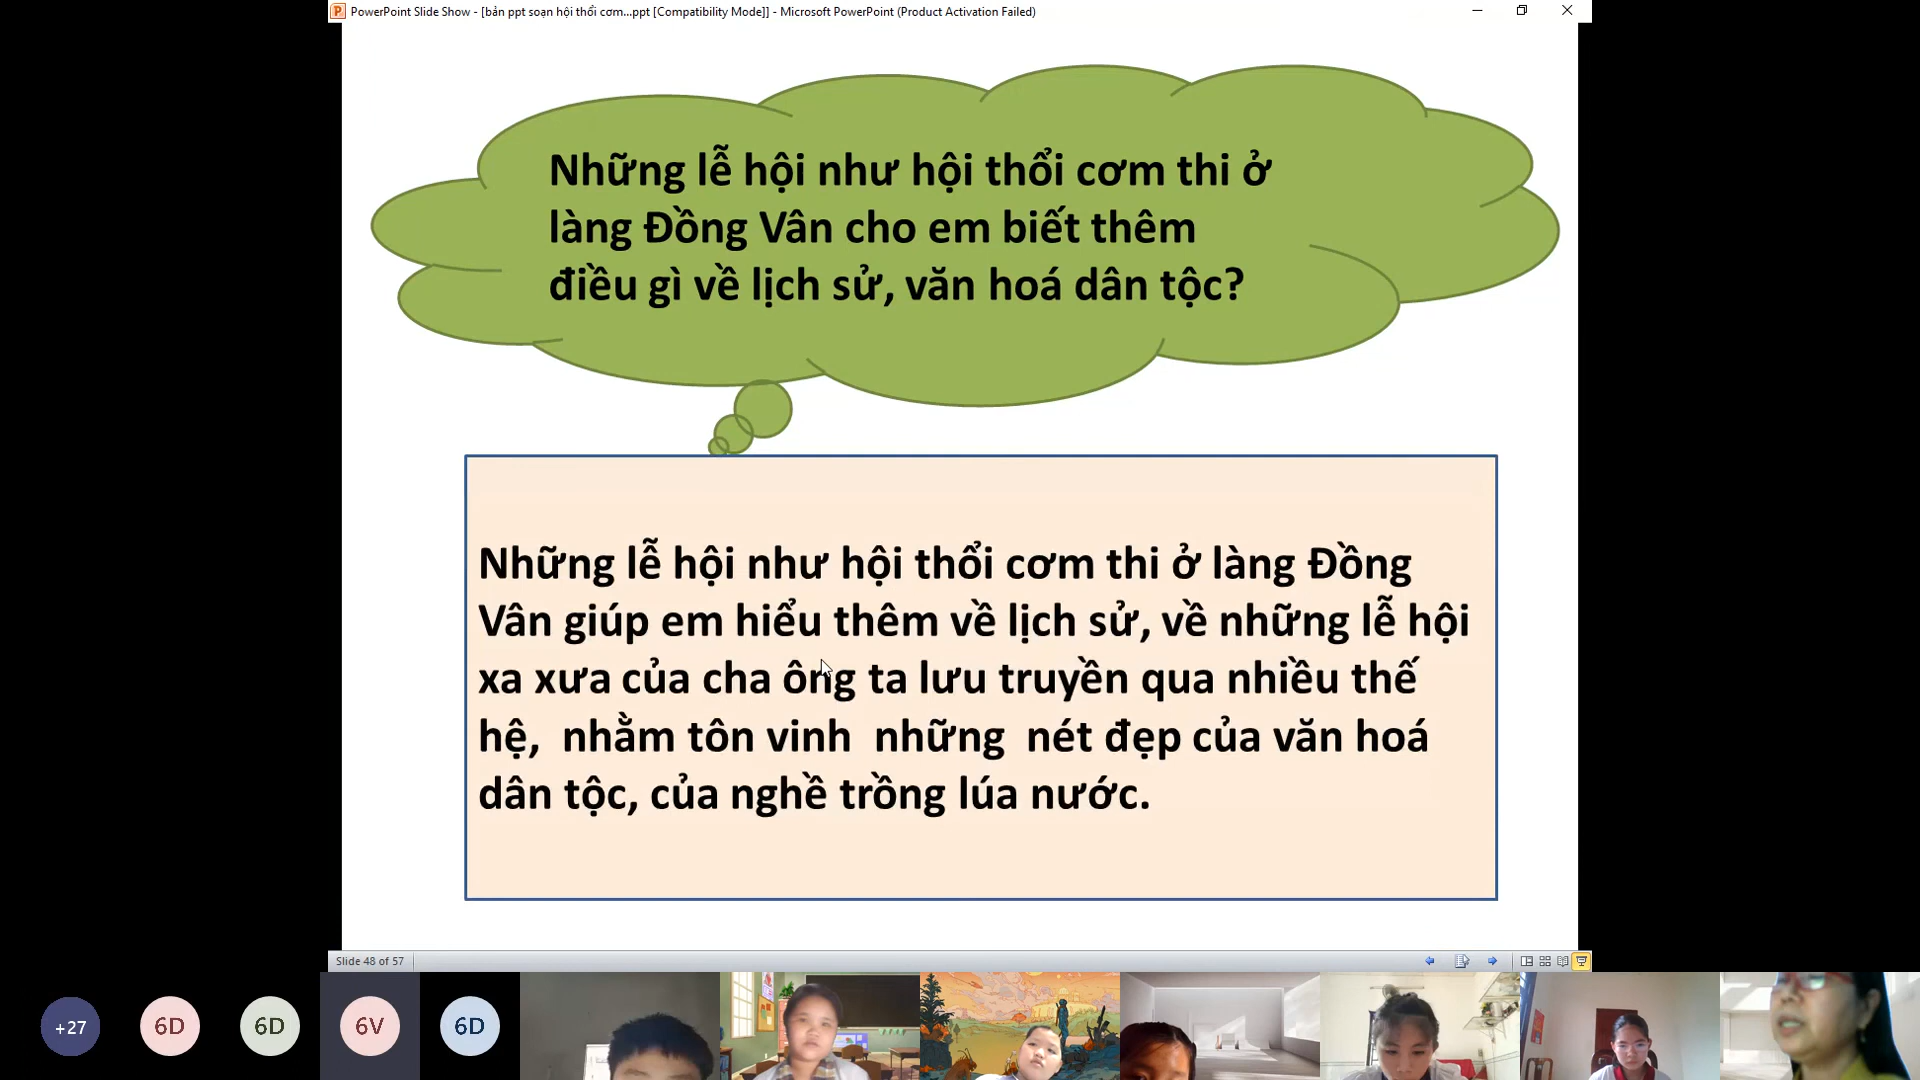 PowerPoint Slide Show - [bản ppt soạn hội thổi cơm...ppt [Compatibility Mode]] - Microsoft PowerPoint (Product Activation Failed)
Những lễ hội như hội thổi cơm thi ở
làng Đồng Vân cho em biết thêm
điều gì về lịch sử, văn hoá dân tộc?
Những lễ hội như hội thổi cơm thi ở làng Đồng
Vân giúp em hiểu thêm về lịch sử, về những lễ hội
xa xưa của cha ông ta lưu truyền qua nhiều thế
hệ, nhằm tôn vinh những nét đẹp của văn hoá
dân tộc, của nghề trồng lúa nước.
Slide 48 of 57
+27 6D 6D 6V 6D